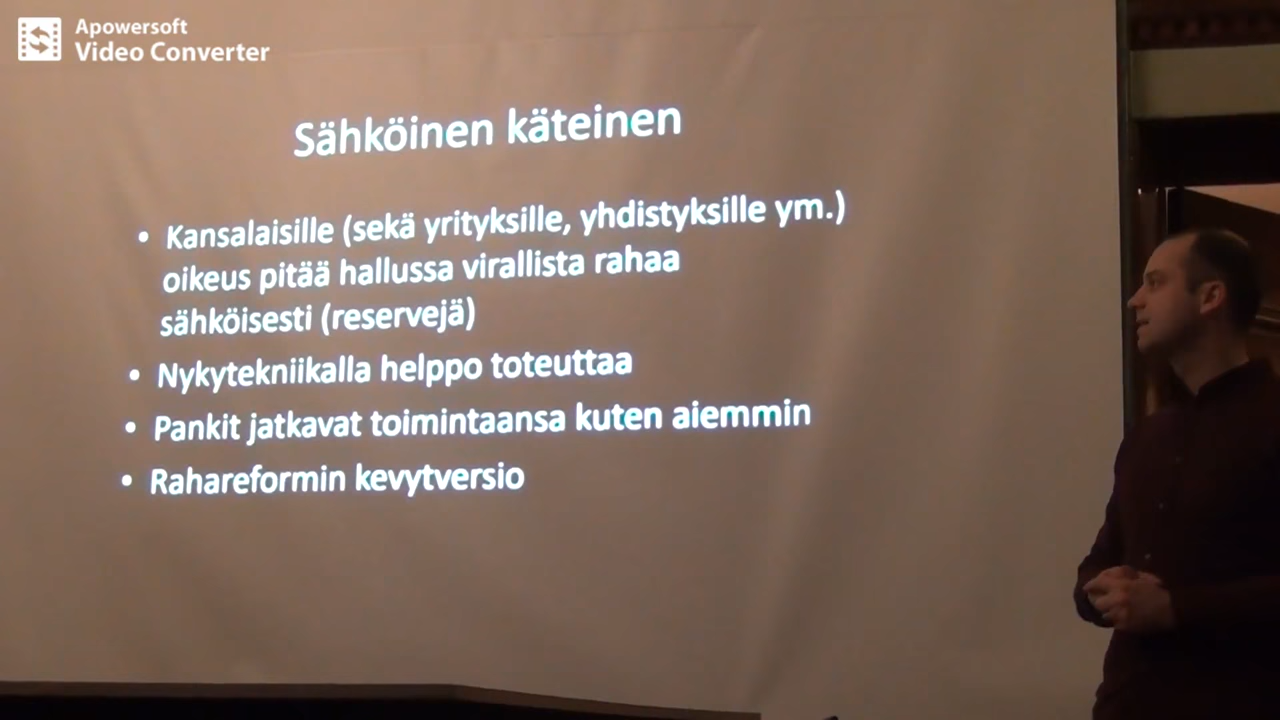 Apowersoft
Video Converter
Sähköinen käteinen
• Kansalaisille (sekä yrityksille, yhdistyksille ym.)
oikeus pitää hallussa virallista rahaa
sähköisesti (reservejä)
• Nykytekniikalla helppo toteuttaa
• Pankit jatkavat toimintaansa kuten aiemmin
• Rahareformin kevytversio